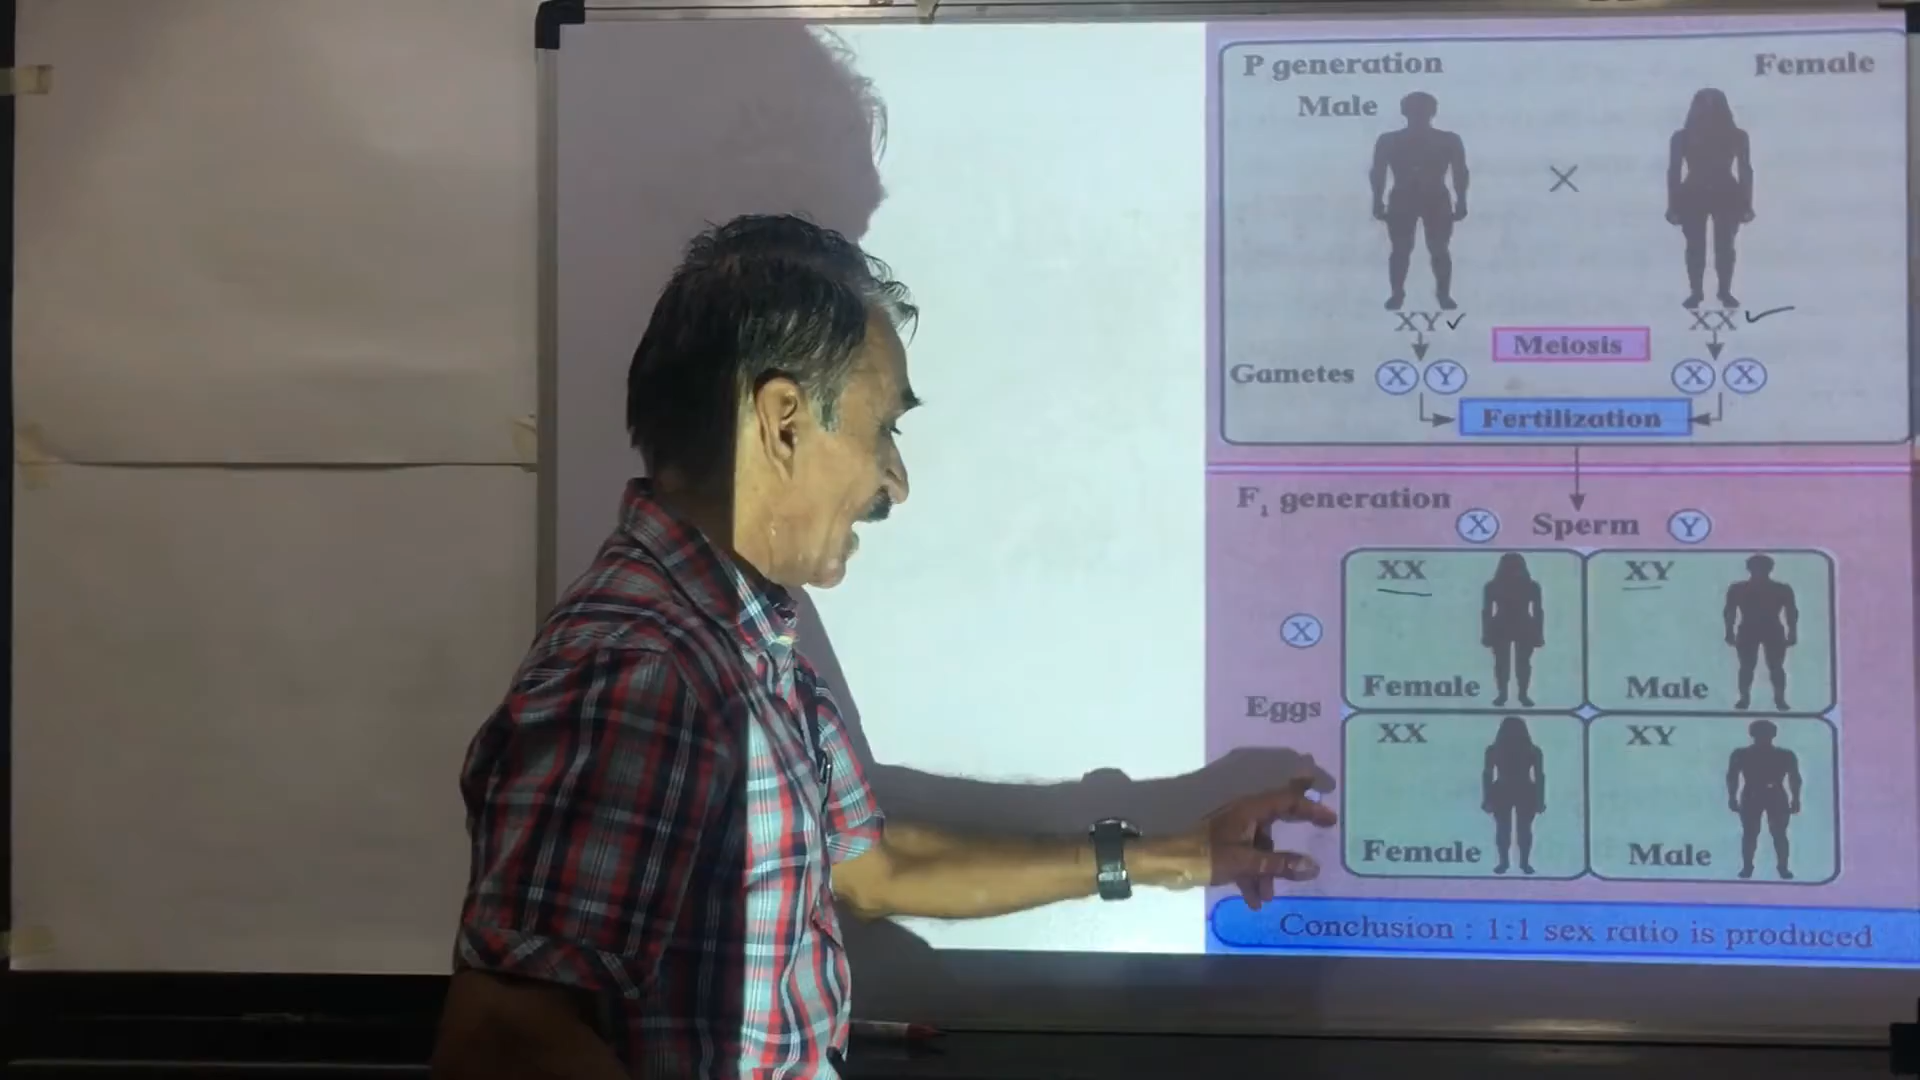 P generation
Female
Male
XY
XX
Meiosis
Gametes X Y X X
Fertilization
F₁ generation
X Sperm Y
XX
XY
X
Female
Male
Eggs
XX
XY
Female
Male
Conclusion : 1:1 sex ratio is produced